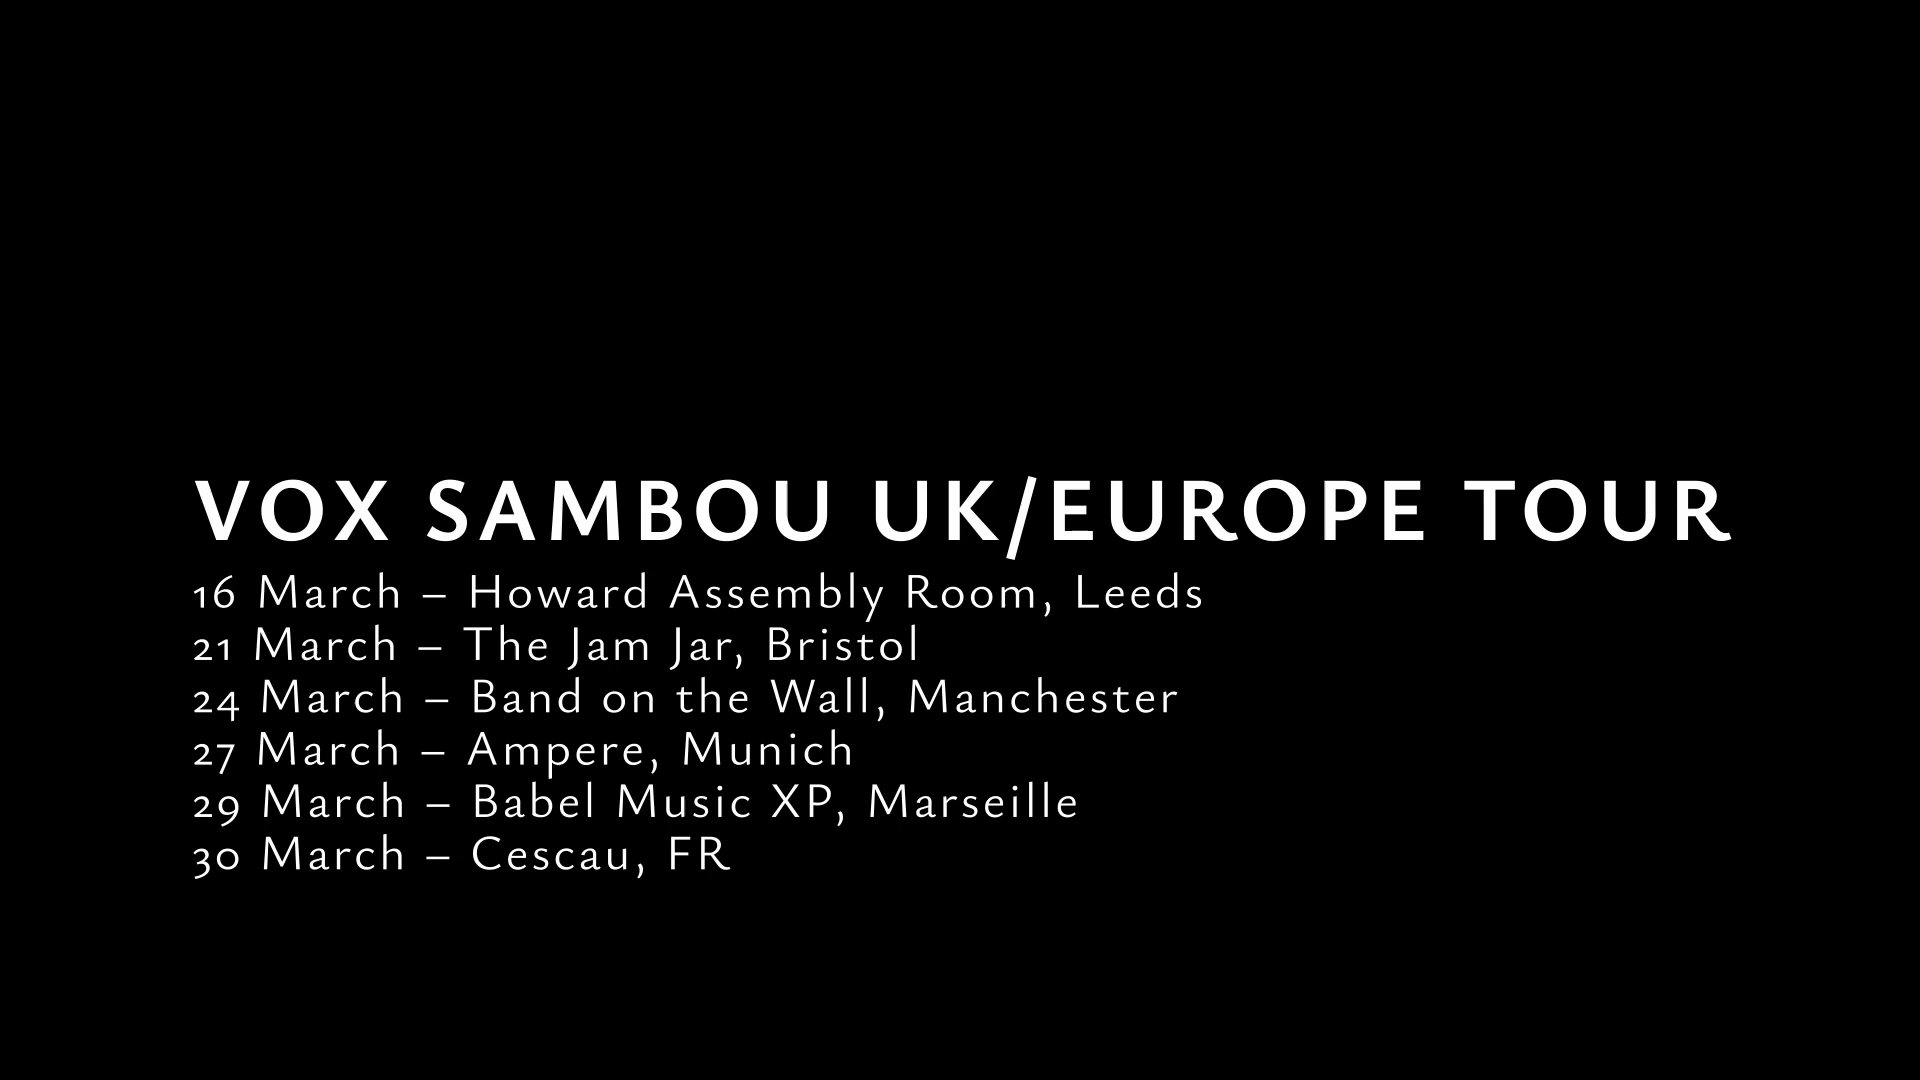 VOX SAMBOU UK/EUROPE TOUR
16 March – Howard Assembly Room, Leeds
21 March – The Jam Jar, Bristol
24 March – Band on the Wall, Manchester
27 March – Ampere, Munich
29 March – Babel Music XP, Marseille
30 March – Cescau, FR